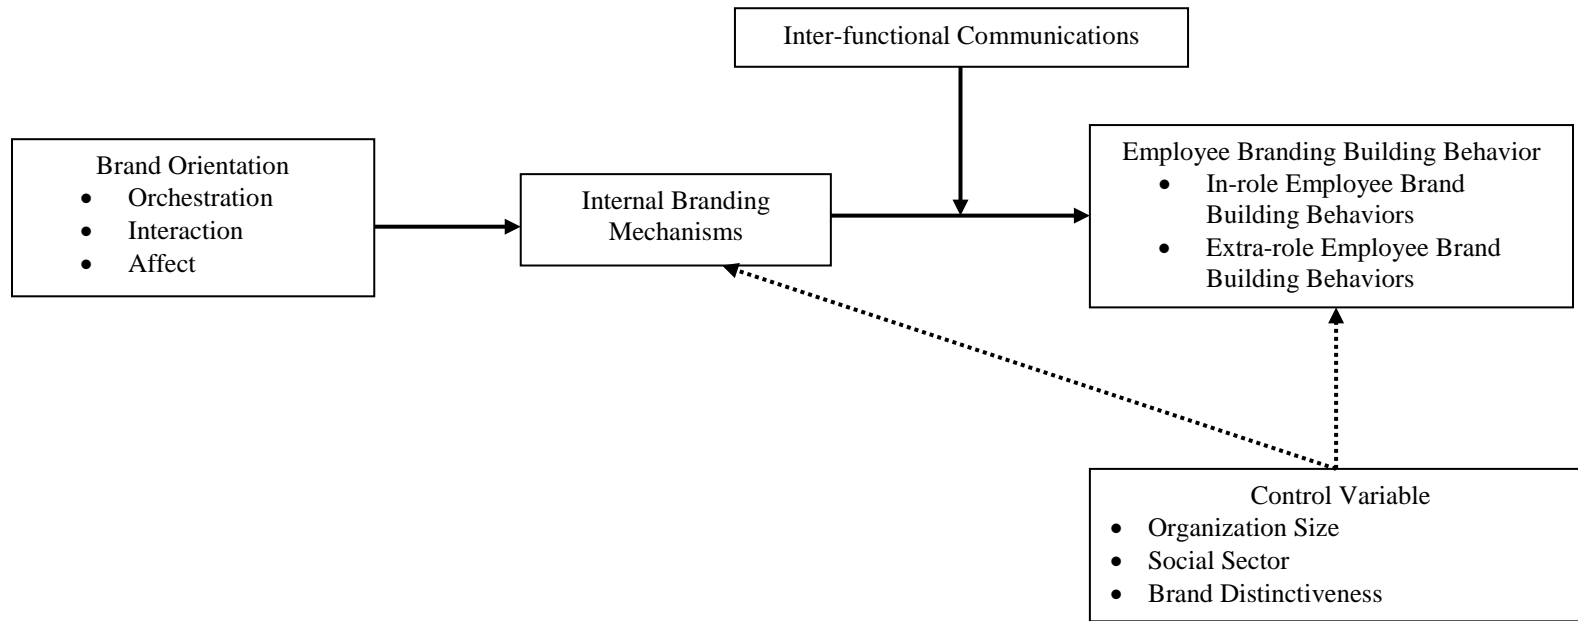 Inter-functional Communications
Brand Orientation
• Orchestration
• Interaction
• Affect
Internal Branding
Mechanisms
Employee Branding Building Behavior
• In-role Employee Brand
Building Behaviors
• Extra-role Employee Brand
Building Behaviors
Control Variable
• Organization Size
• Social Sector
• Brand Distinctiveness